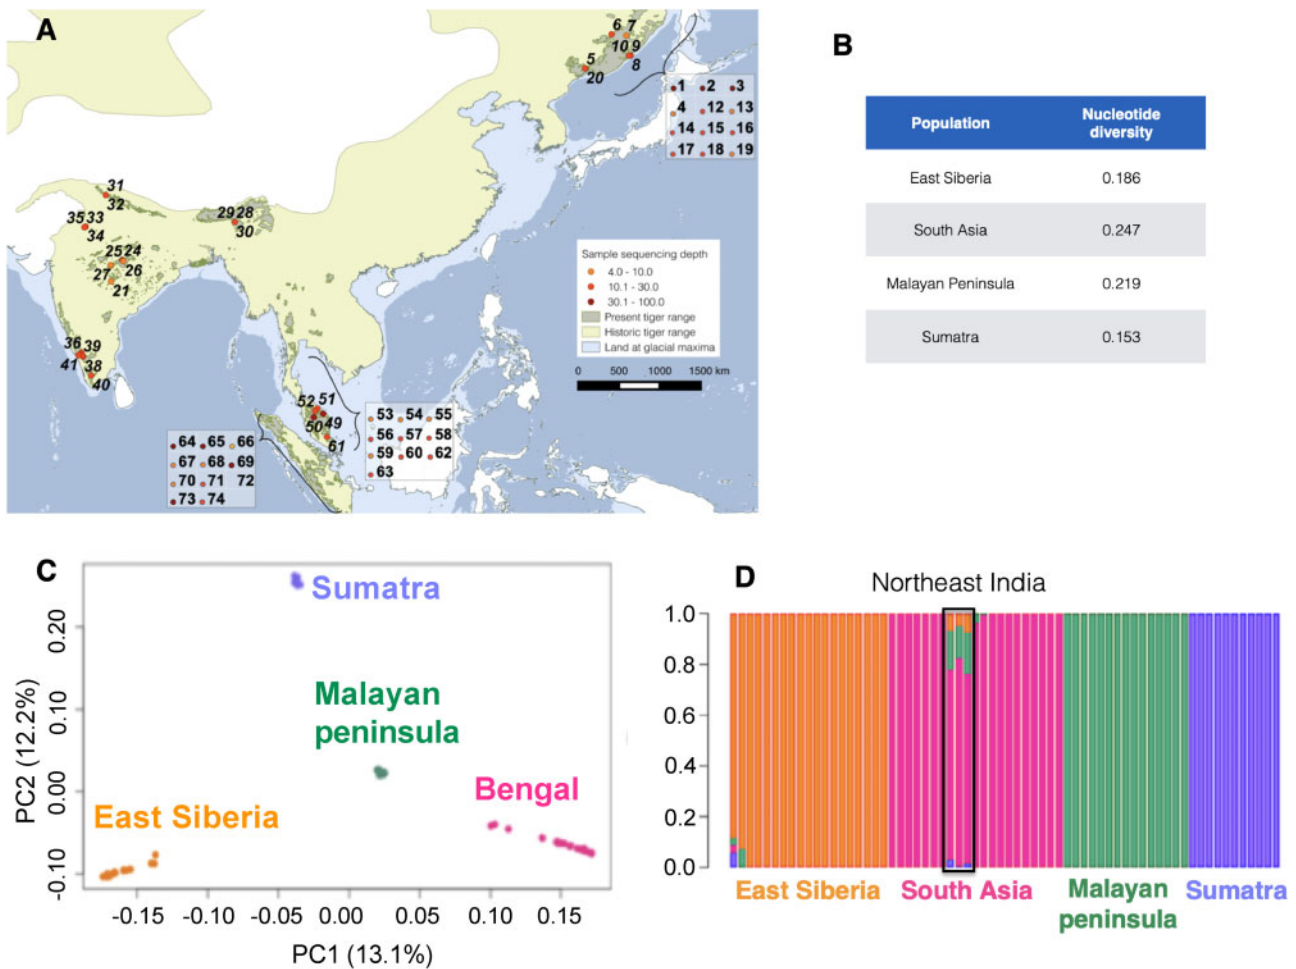 A
6 7
10 9
8
5
20
1 2 3
4 12 13
14 15 16
17 18 19
31
32
35 33
34
29 28
30
25 24
27 26
21
36 39
41 38
40
Sample sequencing depth
4.0 - 10.0
10.1 - 30.0
30.1 - 100.0
Present tiger range
Historic tiger range
Land at glacial maxima
0 500 1000 1500 km
52 51
50 49
61
53 54 55
56 57 58
59 60 62
63
64 65 66
67 68 69
70 71 72
73 74
B
Population Nucleotide
diversity
East Siberia 0.186
South Asia 0.247
Malayan Peninsula 0.219
Sumatra 0.153
C
Sumatra
Malayan
peninsula
Bengal
East Siberia
PC2 (12.2%)
0.20
0.10
0.00
-0.10
-0.15 -0.10 -0.05 0.00 0.05 0.10 0.15
PC1 (13.1%)
D
Northeast India
1.0
0.8
0.6
0.4
0.2
0.0
East Siberia South Asia Malayan
peninsula Sumatra